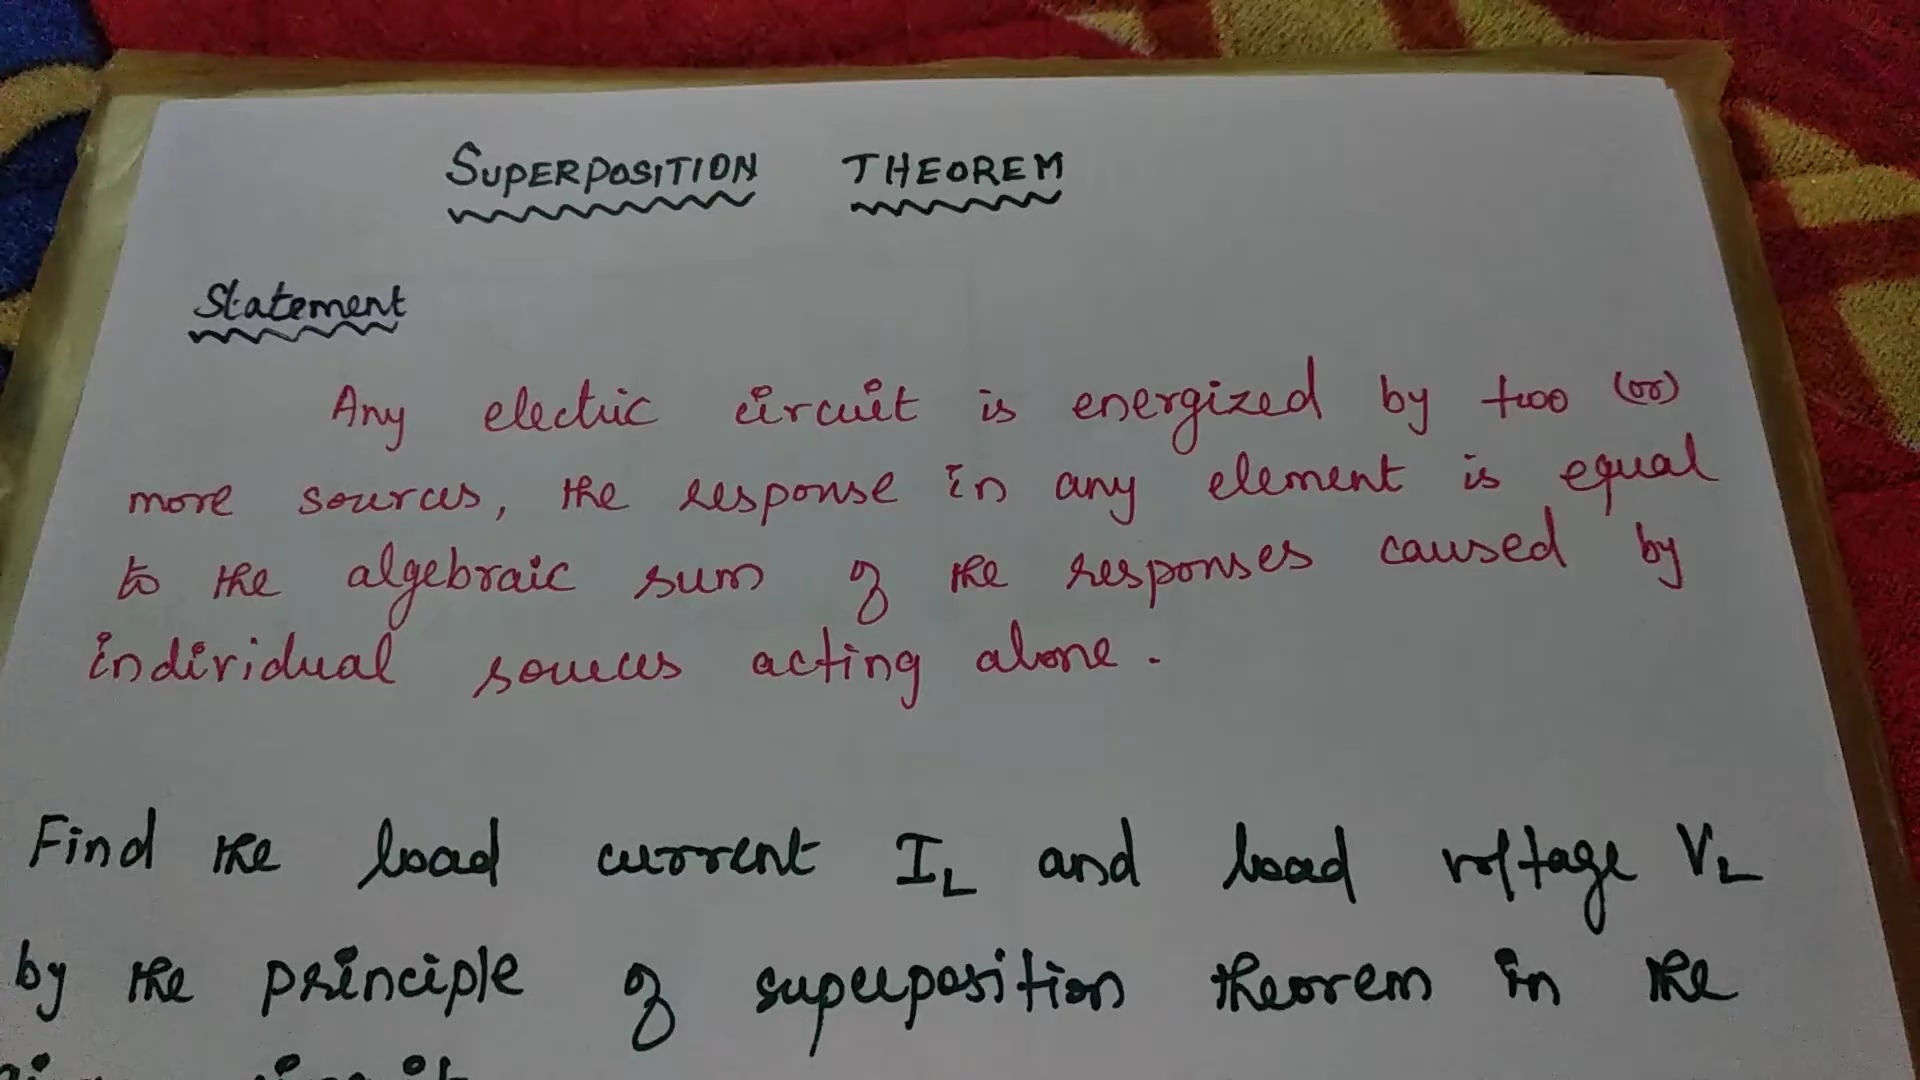 SUPERPOSITION THEOREM
Statement
Any electric circuit is energized by two (or)
more sources, the response in any element is equal
to the algebraic sum of the responses caused by
individual sources acting alone.
Find the load current IL and load voltage VL
by the principle of superposition theorem in the